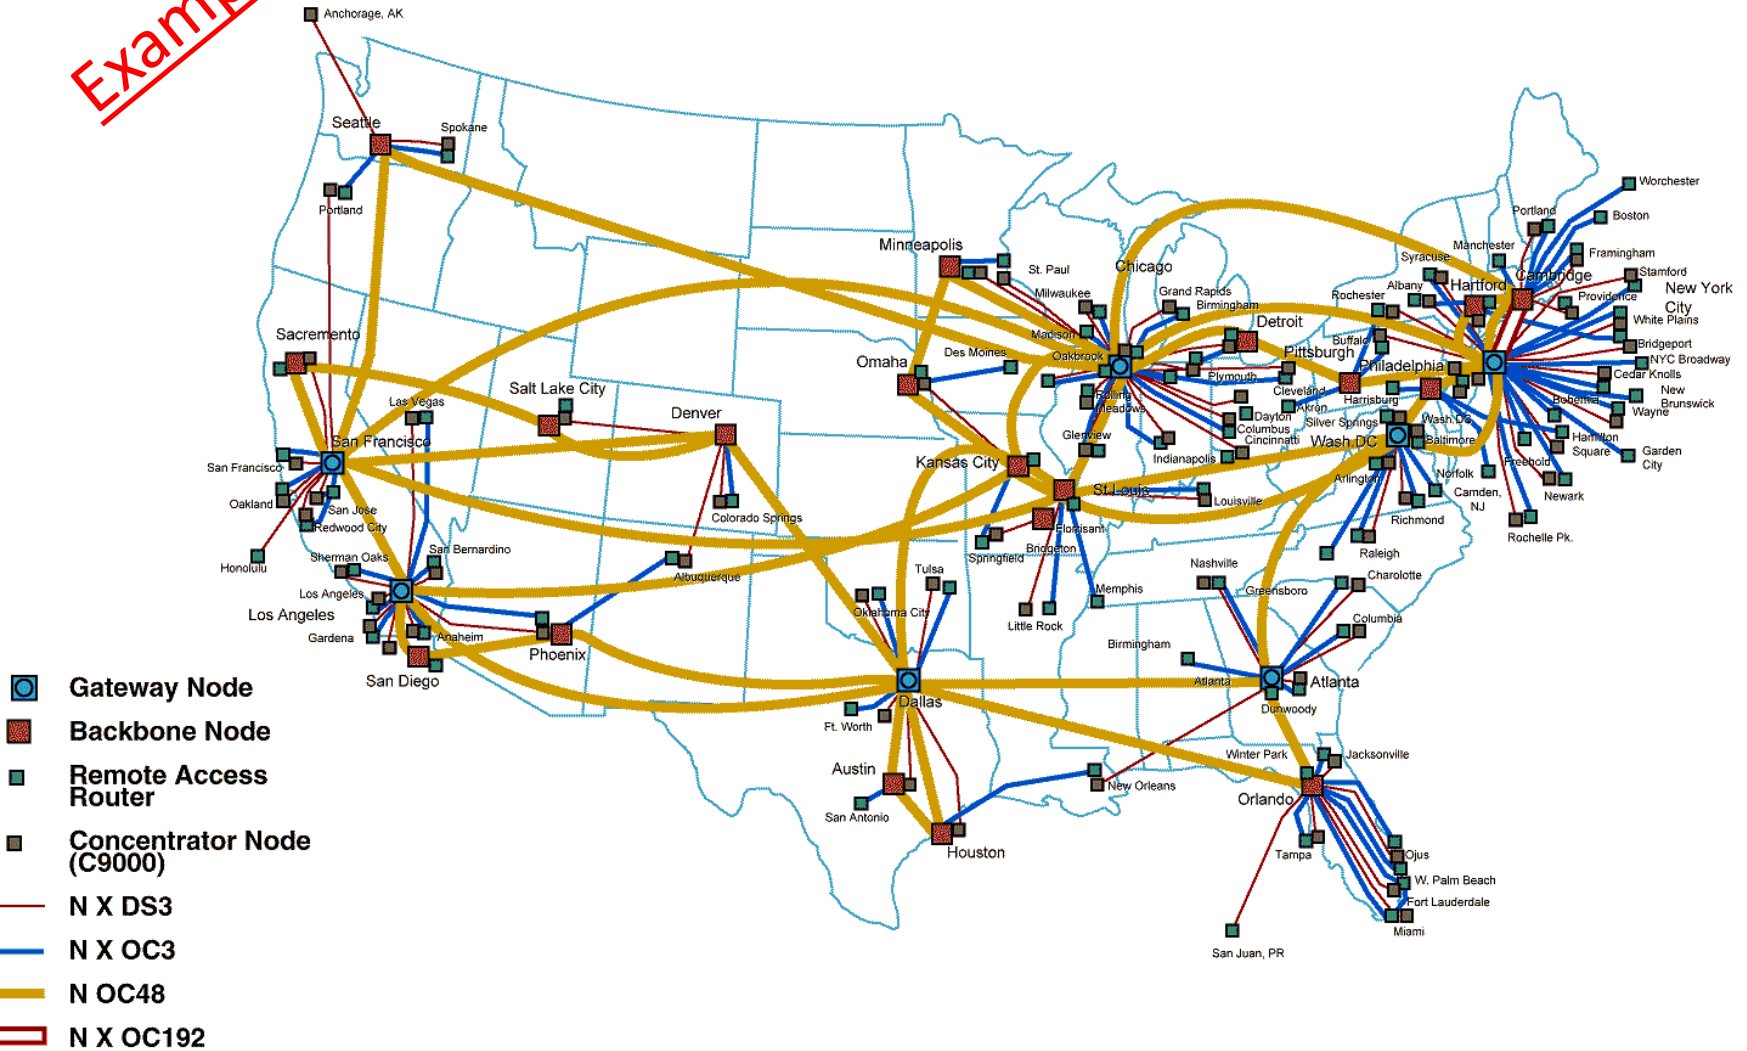 Examp
Anchorage, AK
Seattle
Spokane
Portland
Worchester
Portland
Boston
Minneapolis
Manchester
Framingham
Syracuse
St. Paul
Chicago
Cambridge
Stamford
Albany
Hartford
New York
City
Milwaukee
Grand Rapids
Birmingham
Rochester
Providence
White Plains
Sacremento
Madison
Detroit
Buffalo
Bridgeport
Oakbrook
Des Moines
Omaha
Pittsburgh
Philadelphia
NYC Broadway
Plymouth
Cedar Knolls
Salt Lake City
Cleveland
New
Brunswick
Las Vegas
Rolling
Meadows
Akron
Harrisburg
Bohemia
Wayne
Denver
Dayton
Columbus
Cincinnatti
Silver Springs
Wash.DC
San Francisco
Glenview
Wash.DC
Baltimore
Hamilton
Square
San Francisco
Kansas City
Indianapolis
Freehold
Garden
City
Arlington
Norfolk
Oakland
St.Louis
Louisville
Camden,
NJ
Newark
San Jose
Redwood City
Colorado Springs
Richmond
Florisant
Rochelle Pk.
Sherman Oaks
San Bernardino
Bridgeton
Springfield
Raleigh
Honolulu
Albuquerque
Tulsa
Nashville
Charolotte
Los Angeles
Memphis
Greensboro
Los Angeles
Oklahoma City
Little Rock
Columbia
Gardena
Anaheim
Birmingham
Phoenix
San Diego
Atlanta
Atlanta
Dallas
Dunwoody
Ft. Worth
Winter Park
Jacksonville
Austin
New Orleans
Orlando
San Antonio
Houston
Tampa
Ojus
W. Palm Beach
Fort Lauderdale
Miami
San Juan, PR
Gateway Node
Backbone Node
Remote Access
Router
Concentrator Node
(C9000)
N X DS3
N X OC3
N OC48
N X OC192